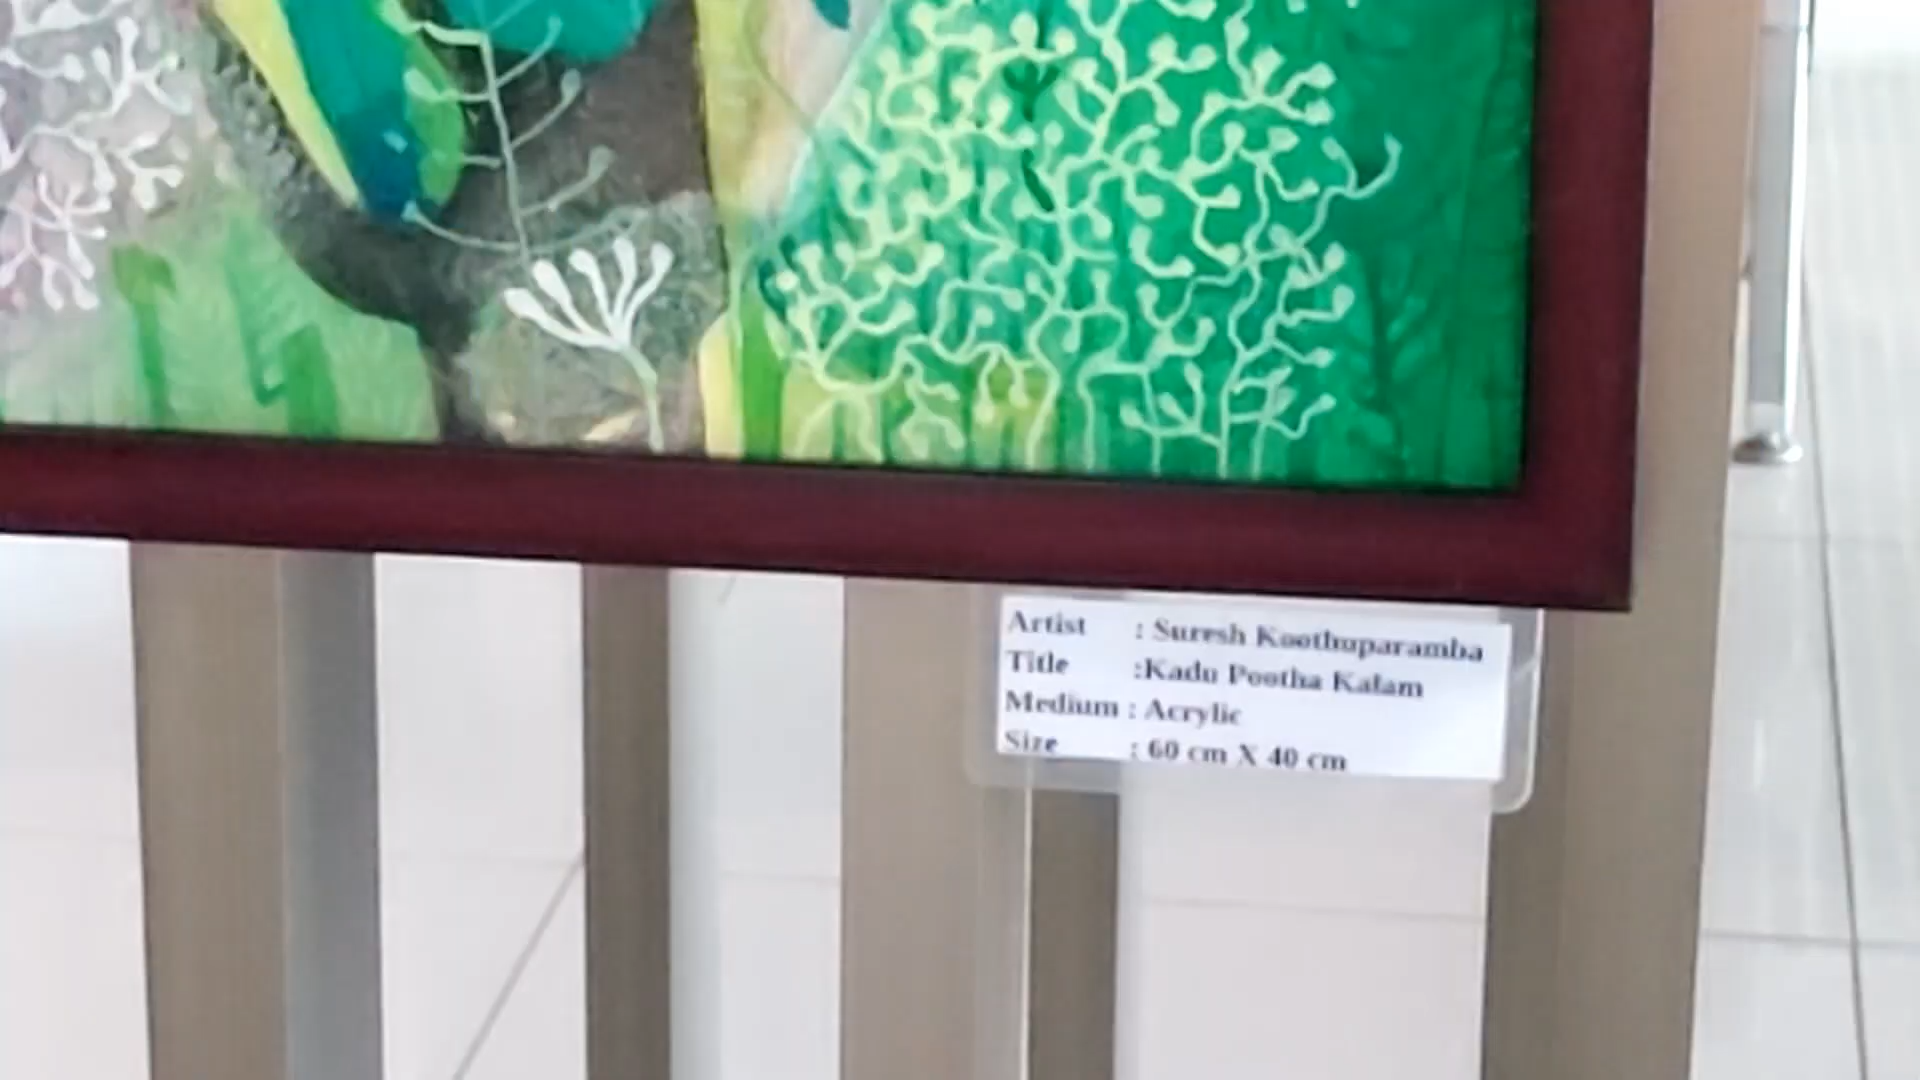 Artist : Suresh Koothuparamba
Title :Kadu Pootha Kalam
Medium : Acrylic
Size : 60 cm X 40 cm